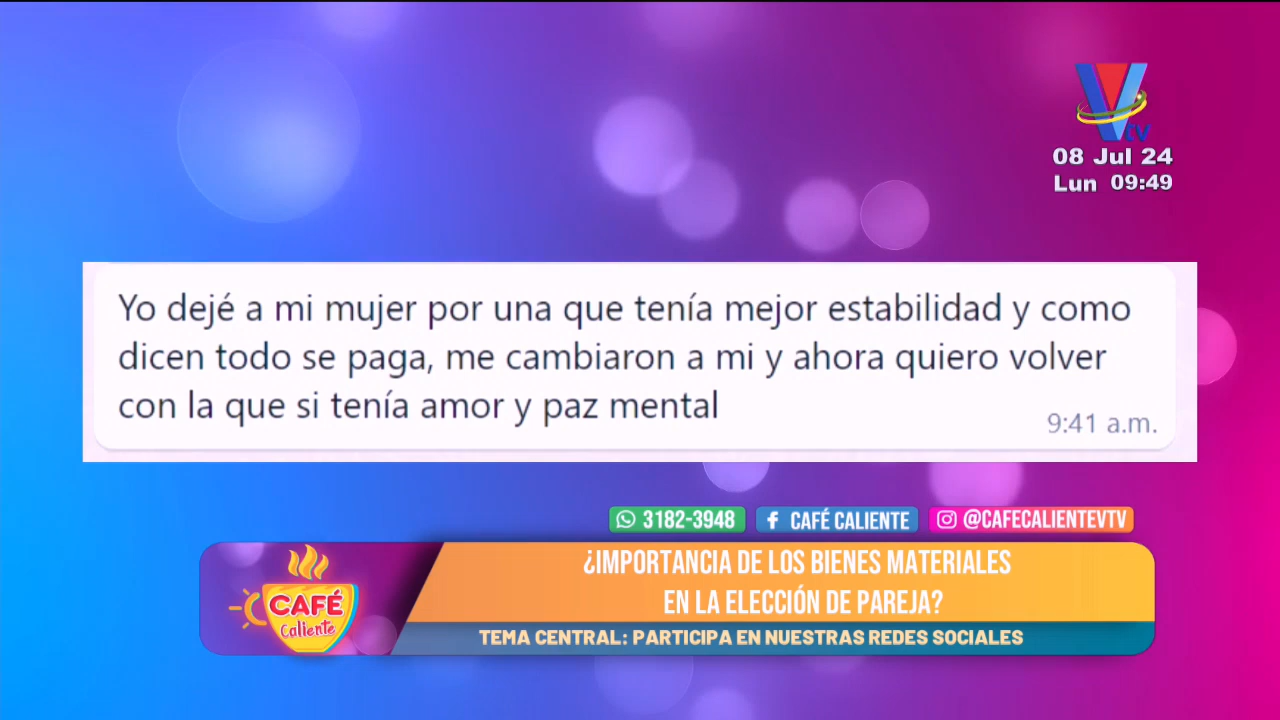 Vtv
08 Jul 24
Lun 09:49
Yo dejé a mi mujer por una que tenía mejor estabilidad y como
dicen todo se paga, me cambiaron a mi y ahora quiero volver
con la que si tenía amor y paz mental
9:41 a.m.
3182-3948
CAFÉ CALIENTE
@CAFECALIENTEVTV
CAFÉ
Caliente
¿IMPORTANCIA DE LOS BIENES MATERIALES
EN LA ELECCIÓN DE PAREJA?
TEMA CENTRAL: PARTICIPA EN NUESTRAS REDES SOCIALES